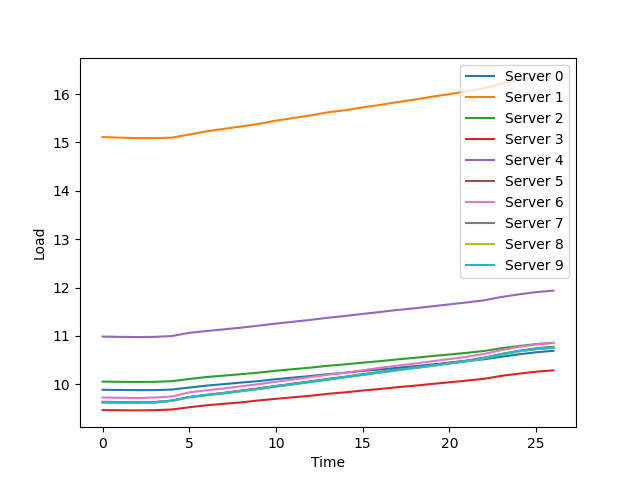 16
15
14
13
12
11
10
Load
0
5
10
15
20
25
Time
Server 0
Server 1
Server 2
Server 3
Server 4
Server 5
Server 6
Server 7
Server 8
Server 9